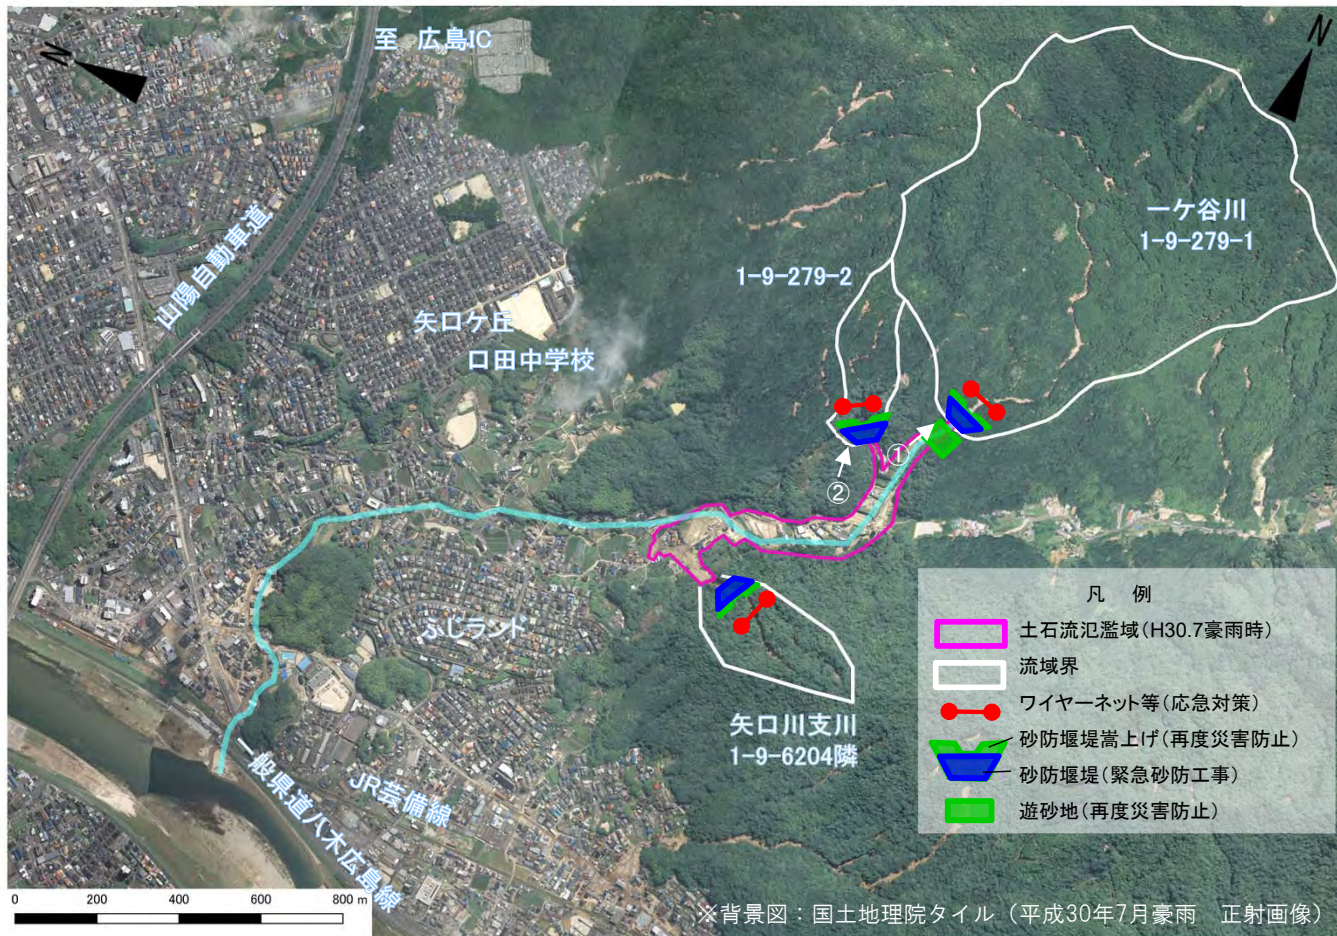 至 広島IC
N
N
山陽自動車道
一ケ谷川
1-9-279-1
1-9-279-2
矢口ケ丘
口田中学校
①
②
ふじランド
矢口川支川
1-9-6204隣
JR芸備線
一般県道八木広島線
凡 例
土石流氾濫域(H30.7豪雨時)
流域界
ワイヤーネット等(応急対策)
砂防堰堤嵩上げ(再度災害防止)
砂防堰堤(緊急砂防工事)
遊砂地(再度災害防止)
0 200 400 600 800 m
※背景図:国土地理院タイル(平成30年7月豪雨 正射画像)